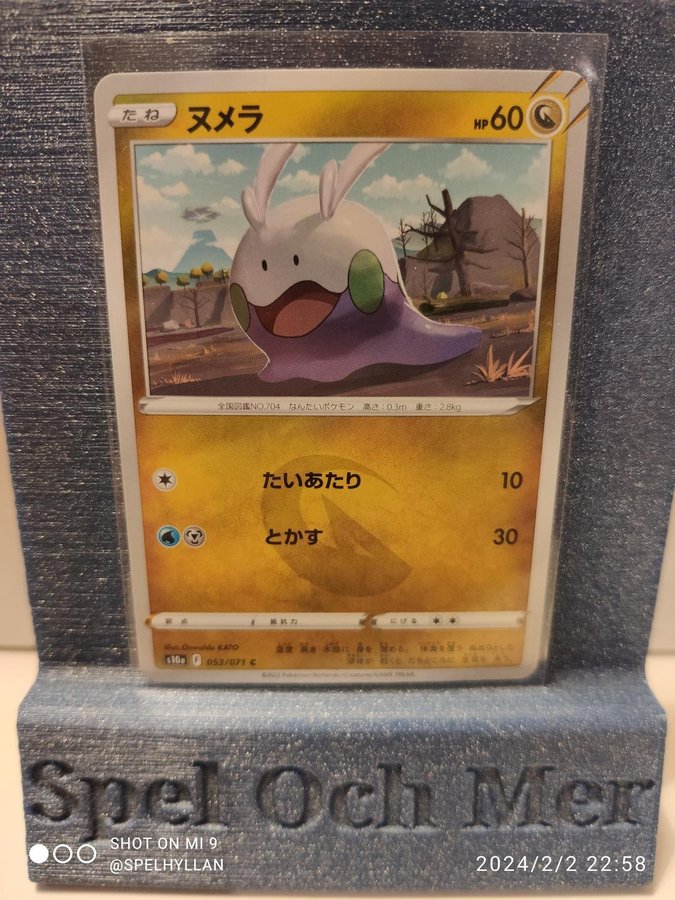 たね ヌメラ HP 60
全国図鑑NO.704 なんたいポケモン 高さ：0.3m 重さ：2.8kg
たいあたり 10
とかす 30
弱点 抵抗力 にげる
illus.Oswaldo KATO
s10a F 053/071 C
©2022 Pokémon/Nintendo/Creatures/GAME FREAK.
Spel Och Mer
SHOT ON MI 9
@SPELHYLLAN
2024/2/2 22:58